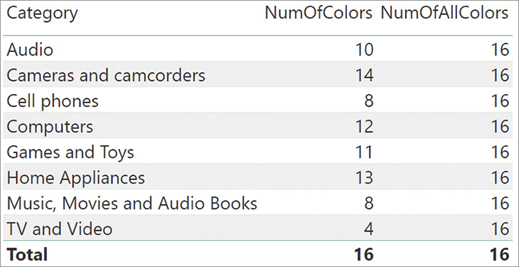 Category NumOfColors NumOfAllColors
Audio 10 16
Cameras and camcorders 14 16
Cell phones 8 16
Computers 12 16
Games and Toys 11 16
Home Appliances 13 16
Music, Movies and Audio Books 8 16
TV and Video 4 16
Total 16 16